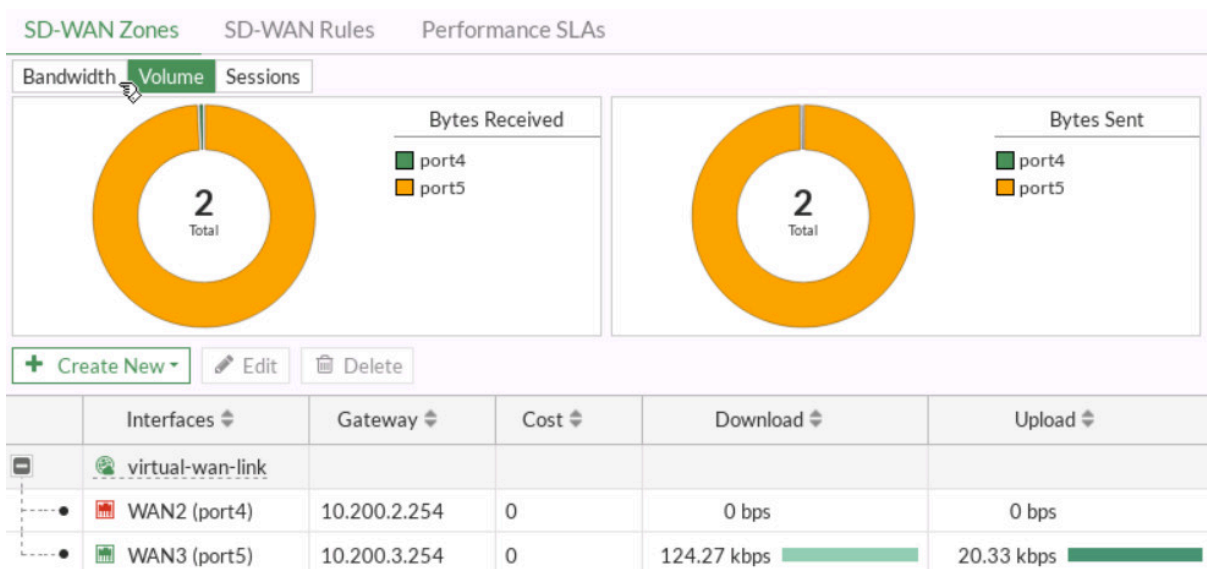 SD-WAN Zones SD-WAN Rules Performance SLAs
Bandwidth Volume Sessions
Bytes Received
port4
port5
2
Total
Bytes Sent
port4
port5
2
Total
+ Create New Edit Delete
Interfaces Gateway Cost Download Upload
virtual-wan-link
WAN2 (port4) 10.200.2.254 0 0 bps 0 bps
WAN3 (port5) 10.200.3.254 0 124.27 kbps 20.33 kbps